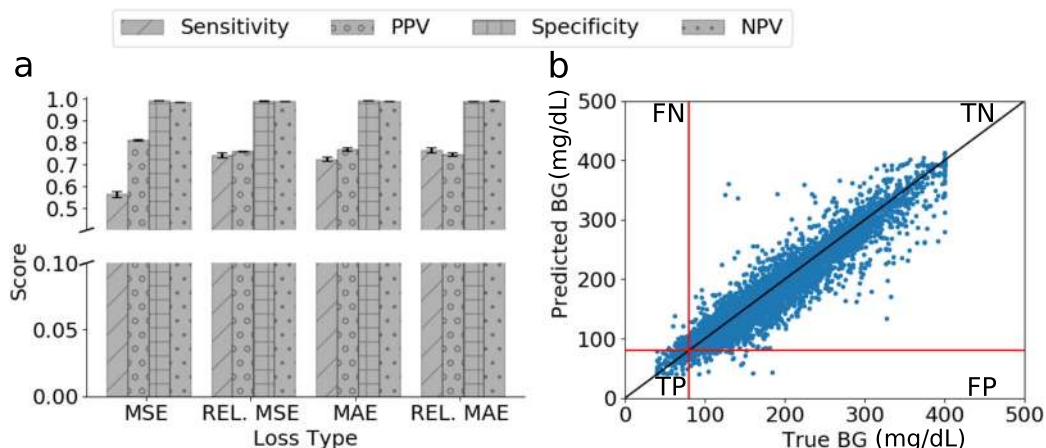 Sensitivity PPV Specificity NPV
a
1.0
0.9
0.8
0.7
0.6
0.5
0.10
0.05
0.00
Score
MSE REL. MSE MAE REL. MAE
Loss Type
b
500
400
300
200
100
0
Predicted BG (mg/dL)
FN TN
TP FP
0 100 200 300 400 500
True BG (mg/dL)